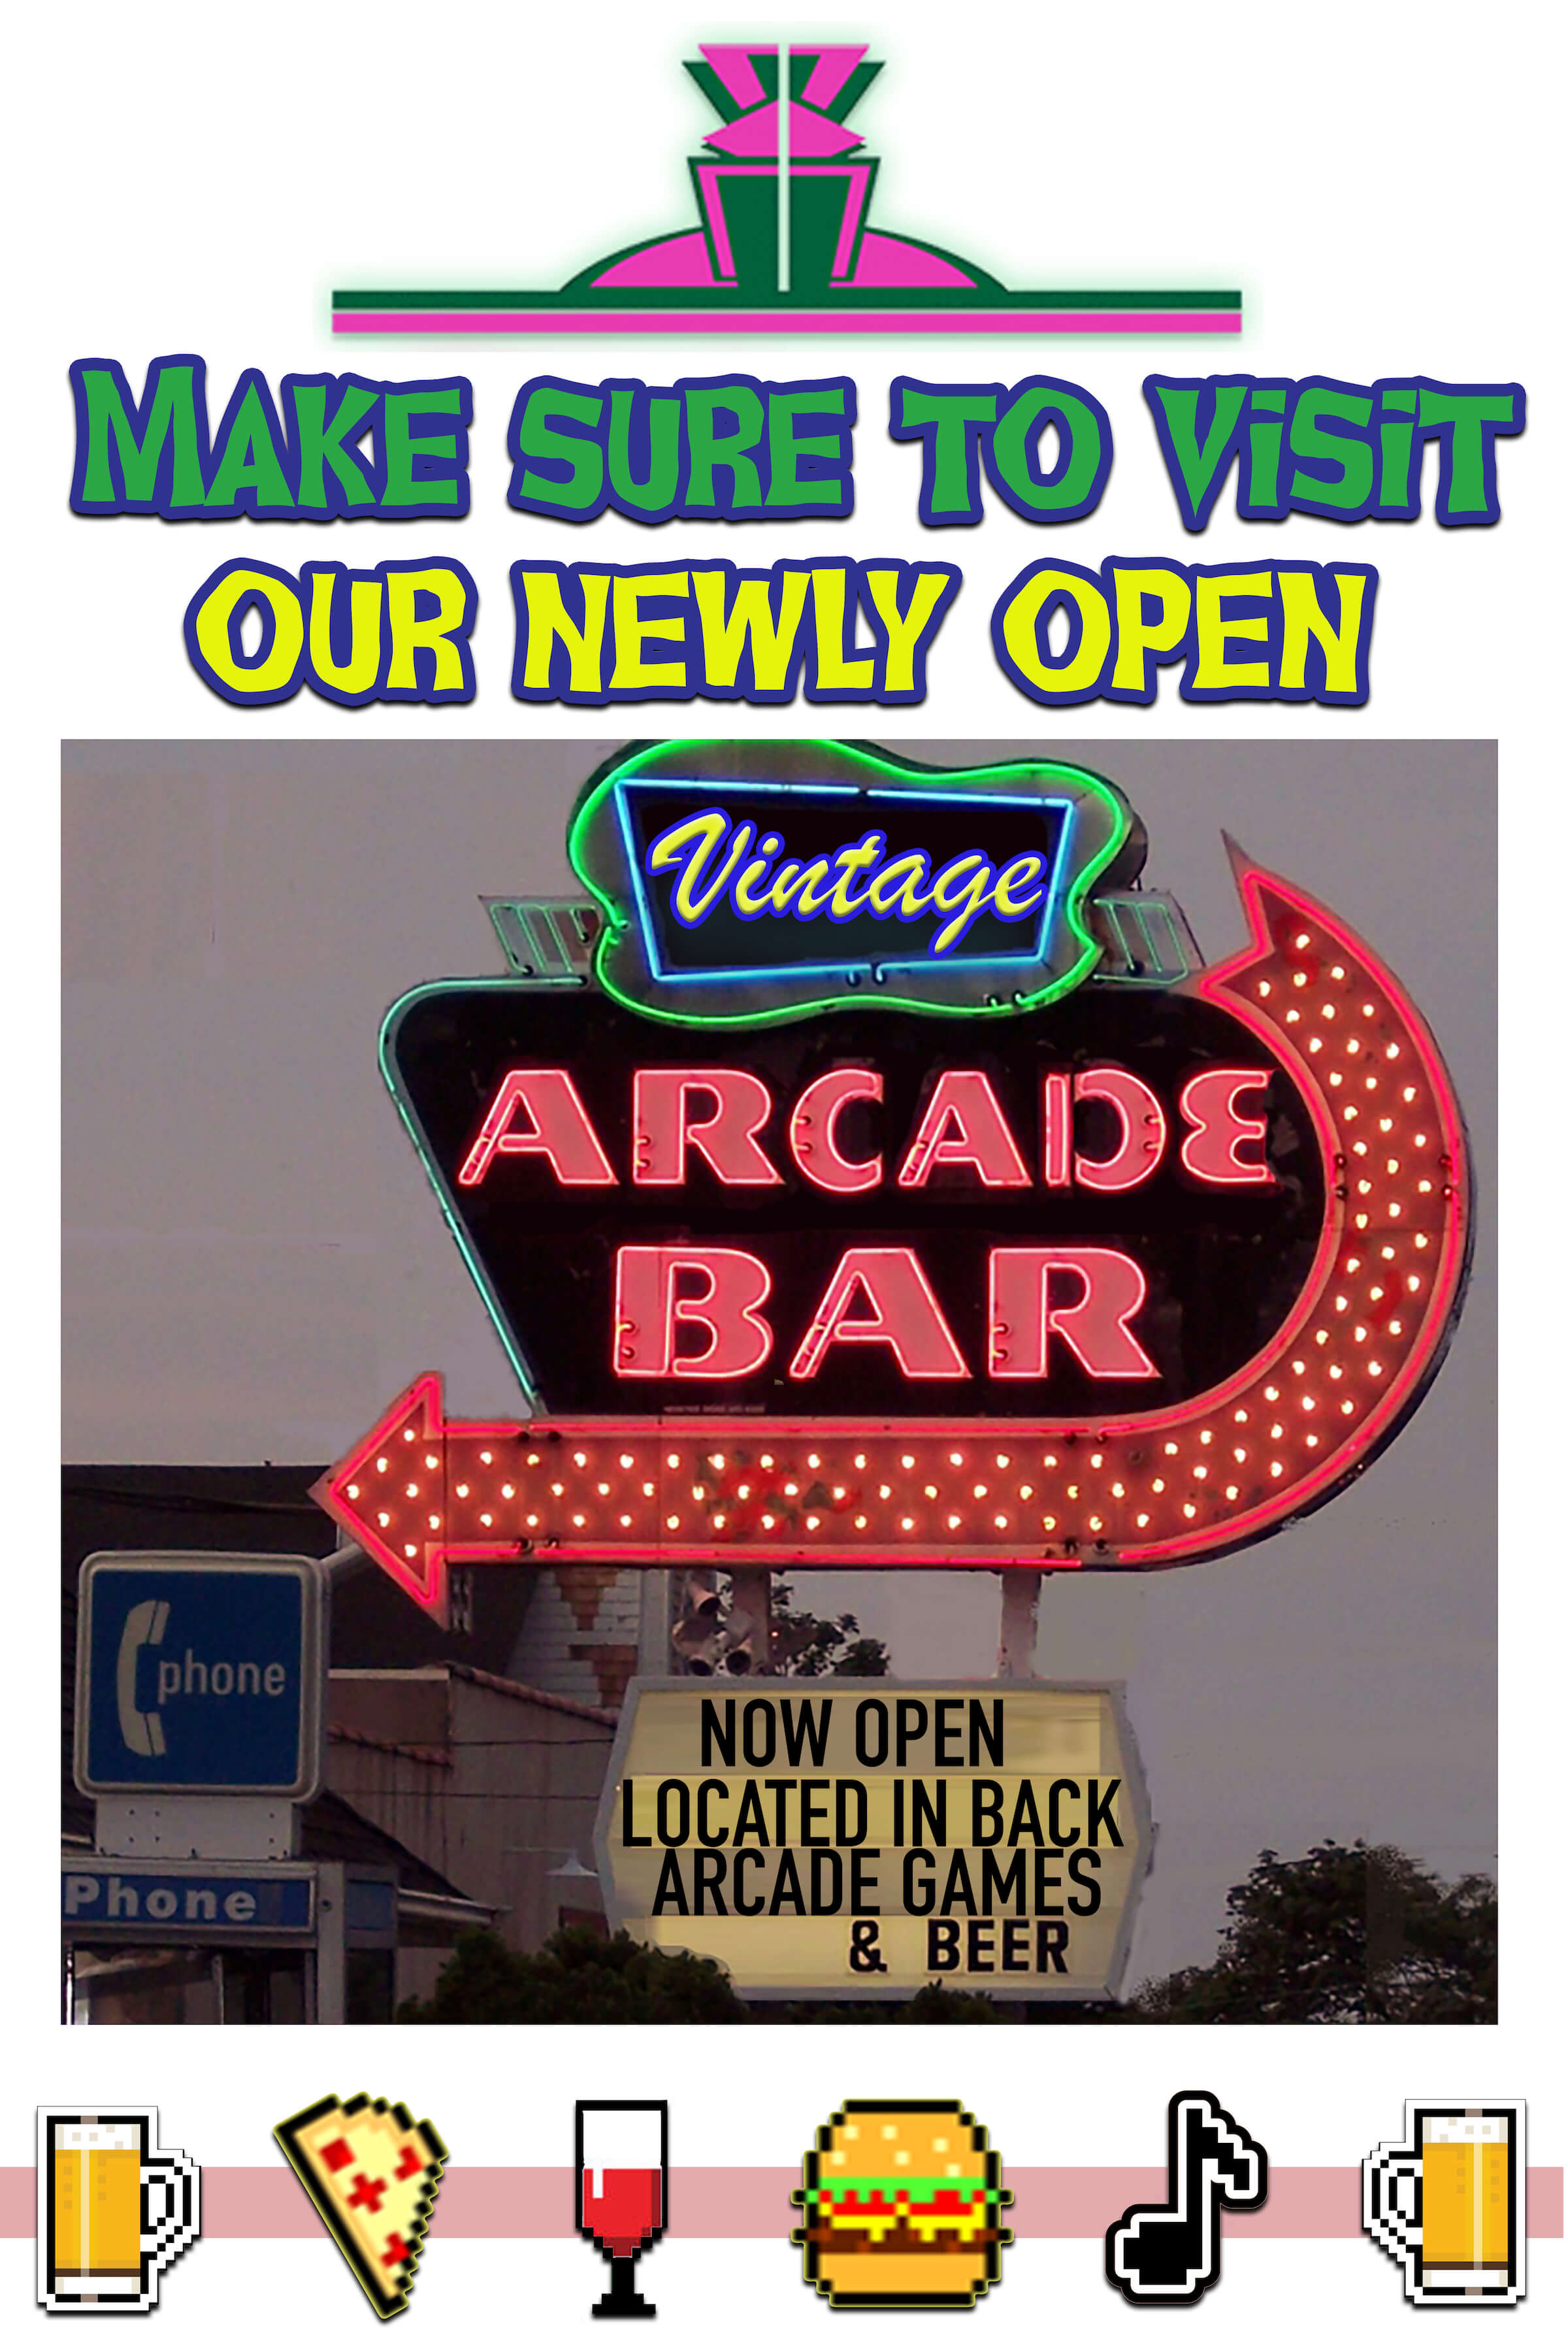 Make sure to visit
our newly open
Vintage
ARCADE
BAR
phone
Phone
NOW OPEN
LOCATED IN BACK
ARCADE GAMES
& BEER